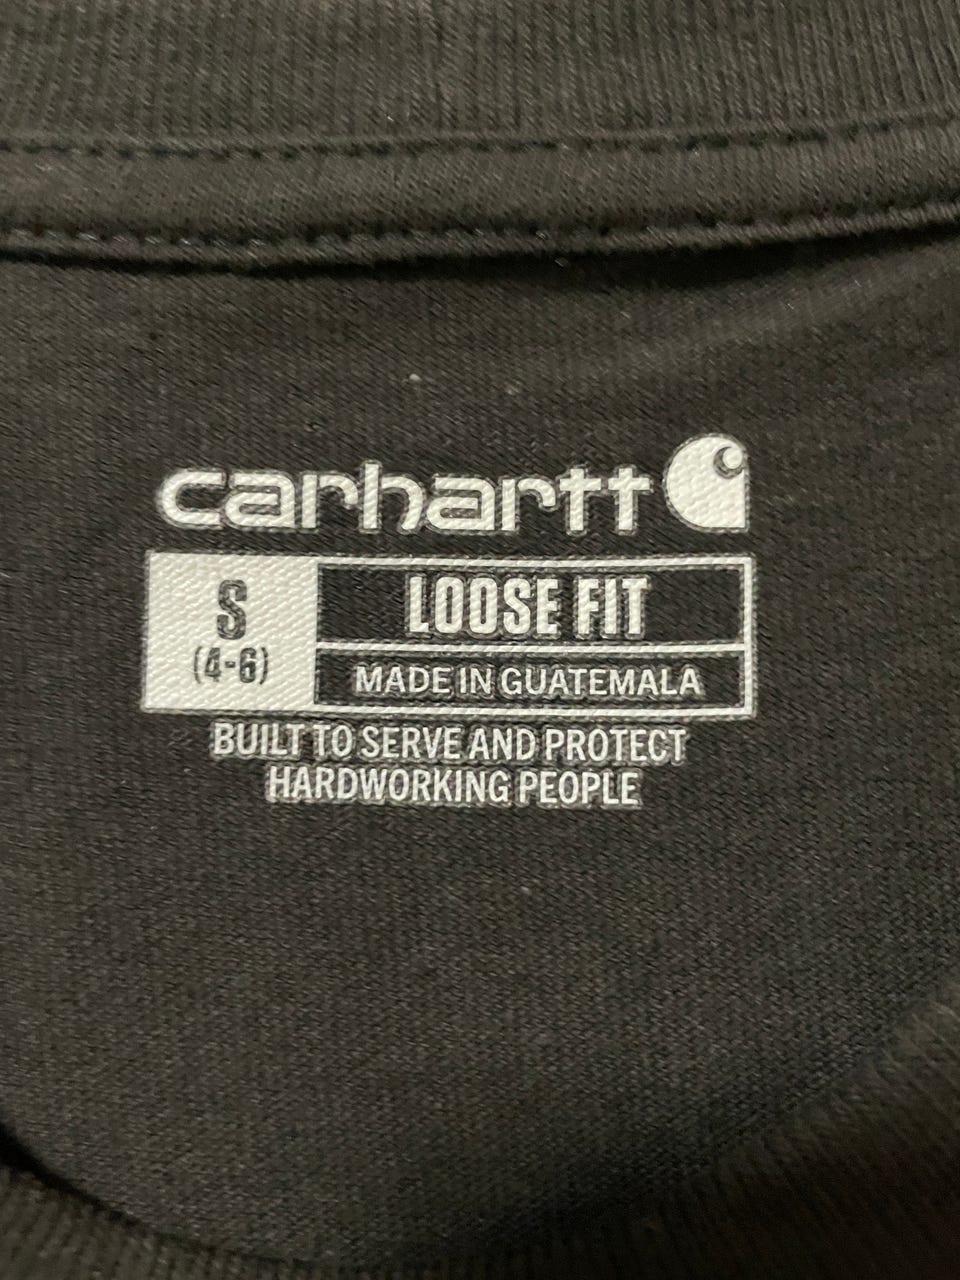 carhartt
S
(4-6)
LOOSE FIT
MADE IN GUATEMALA
BUILT TO SERVE AND PROTECT
HARDWORKING PEOPLE